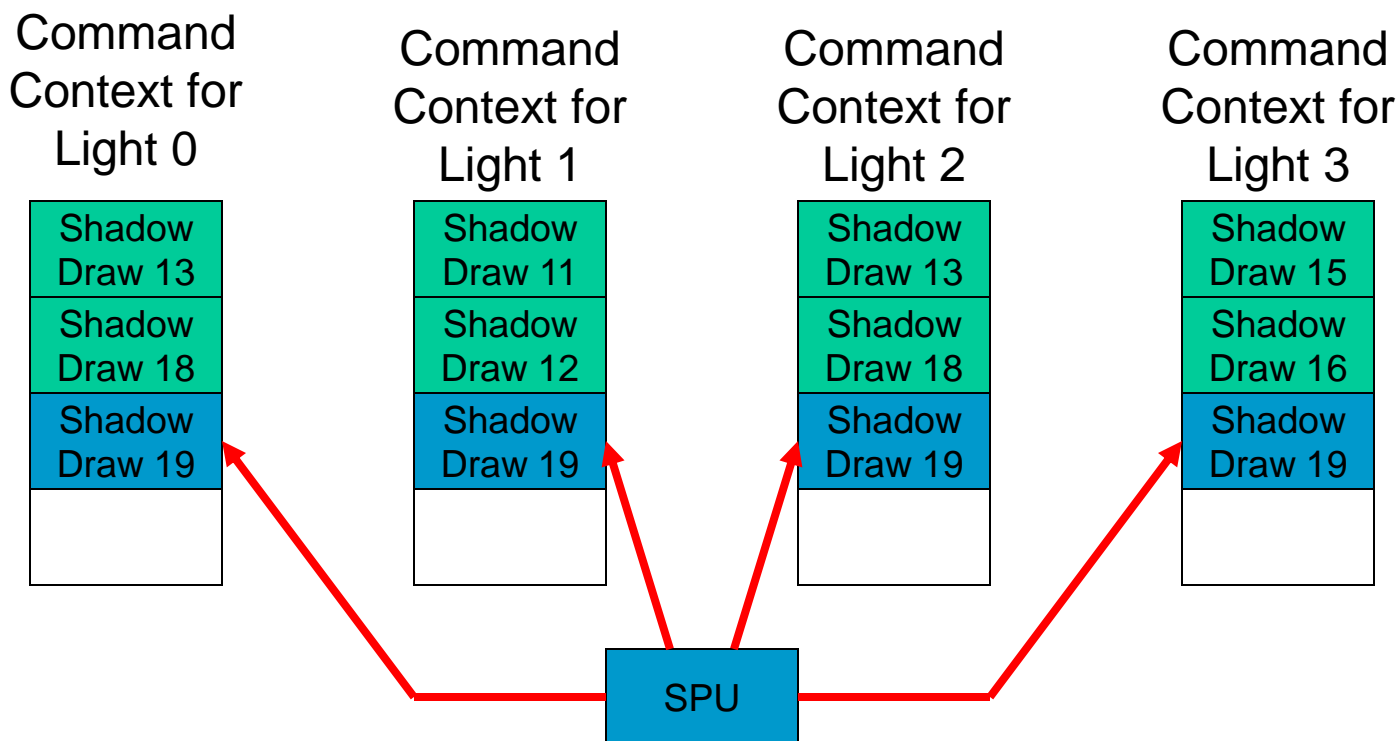 Command
Context for
Light 0
Command
Context for
Light 1
Command
Context for
Light 2
Command
Context for
Light 3
Shadow
Draw 13
Shadow
Draw 18
Shadow
Draw 19
Shadow
Draw 11
Shadow
Draw 12
Shadow
Draw 19
Shadow
Draw 13
Shadow
Draw 18
Shadow
Draw 19
Shadow
Draw 15
Shadow
Draw 16
Shadow
Draw 19
SPU